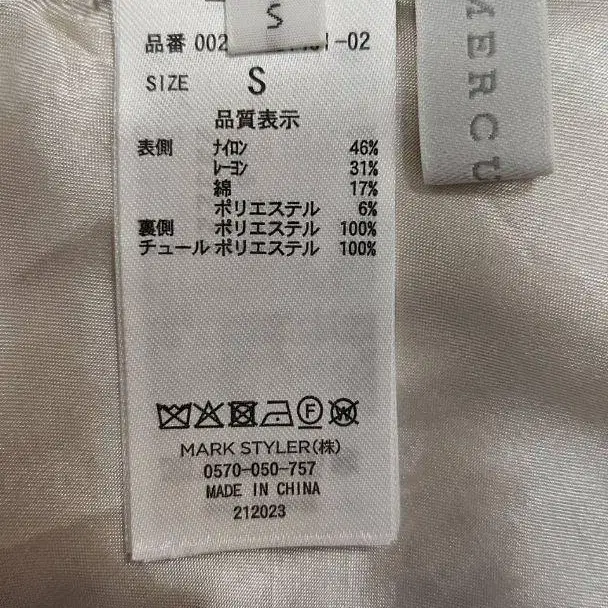 S
品番 002 -02
SIZE S
品質表示
表側 ナイロン 46%
レーヨン 31%
綿 17%
ポリエステル 6%
裏側 ポリエステル 100%
チュール ポリエステル 100%
MARK STYLER(株)
0570-050-757
MADE IN CHINA
212023
MERCU